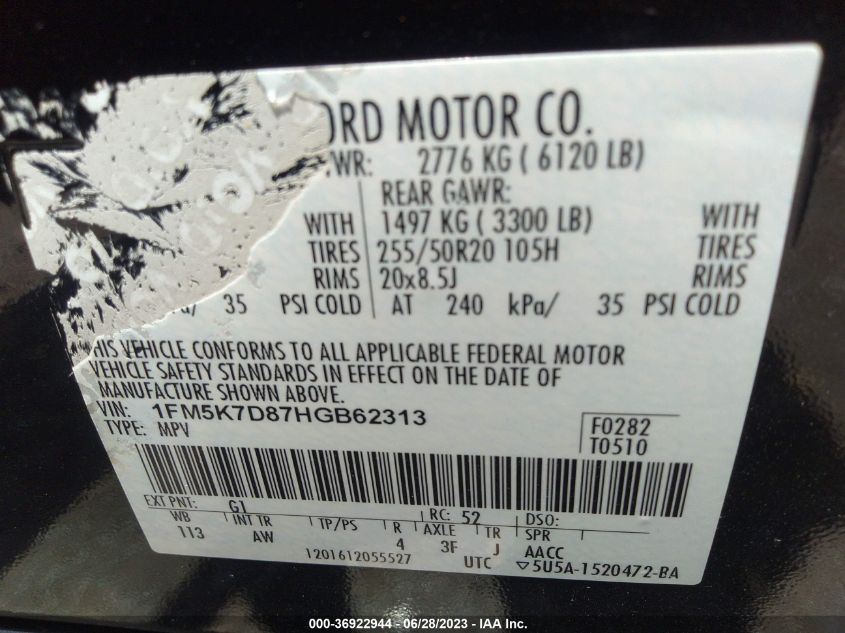 ORD MOTOR CO.
WR: 2776 KG ( 6120 LB)
REAR GAWR:
WITH 1497 KG ( 3300 LB) WITH
TIRES 255/50R20 105H TIRES
RIMS 20x8.5J RIMS
/ 35 PSI COLD AT 240 kPa/ 35 PSI COLD
HIS VEHICLE CONFORMS TO ALL APPLICABLE FEDERAL MOTOR
VEHICLE SAFETY STANDARDS IN EFFECT ON THE DATE OF
MANUFACTURE SHOWN ABOVE.
VIN: 1FM5K7D87HGB62313 F0282
TYPE: MPV T0510
EXT PNT: G1 RC: 52 DSO:
WB INT TR TP/PS R AXLE TR SPR
113 AW 4 3F J AACC
1201612055527 UTC ▽5U5A-1520472-BA
000-36922944 - 06/28/2023 - IAA Inc.